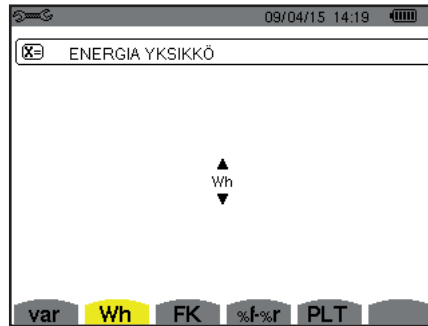 09/04/15 14:19
X= ENERGIA YKSIKKÖ
Wh
var Wh FK %f-%r PLT